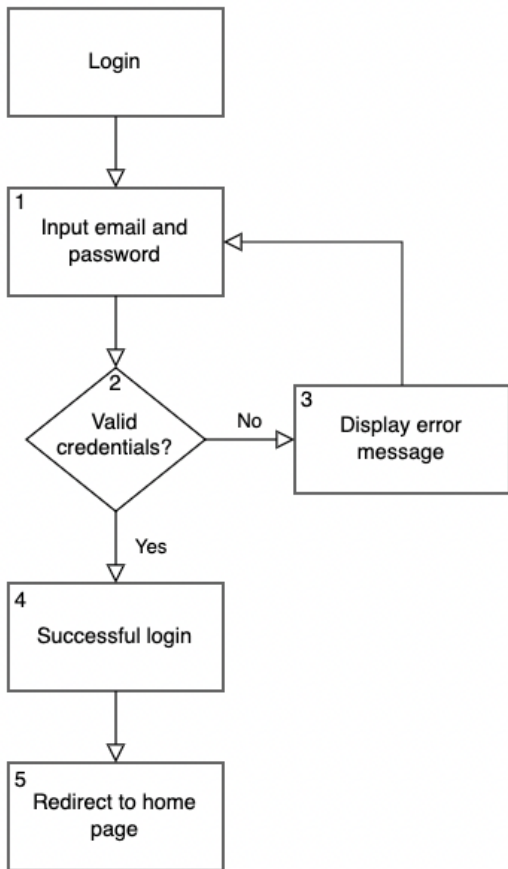 Login
1
Input email and
password
2
Valid
credentials?
No
3
Display error
message
Yes
4
Successful login
5
Redirect to home
page